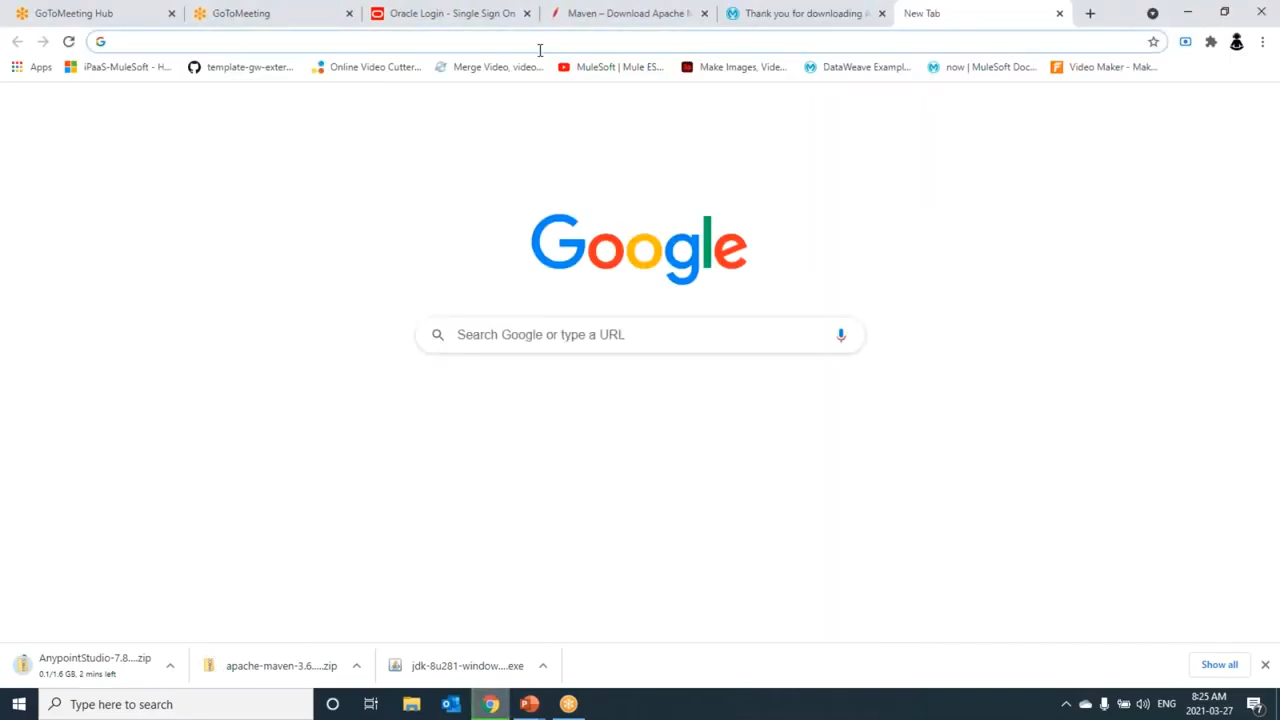 GoToMeeting Hub
GoToMeeting
Oracle Login - Single Sign On
Maven – Download Apache M
Thank you for downloading A
New Tab
G
Apps
iPaaS-MuleSoft - H...
template-gw-exter...
Online Video Cutter...
Merge Video, video...
MuleSoft | Mule ES...
Make Images, Vide...
DataWeave Exampl...
now | MuleSoft Doc...
Video Maker - Mak...
Google
Search Google or type a URL
AnypointStudio-7.8....zip
0.1/1.6 GB, 2 mins left
apache-maven-3.6.....zip
jdk-8u281-window....exe
Show all
Type here to search
ENG
8:25 AM
2021-03-27